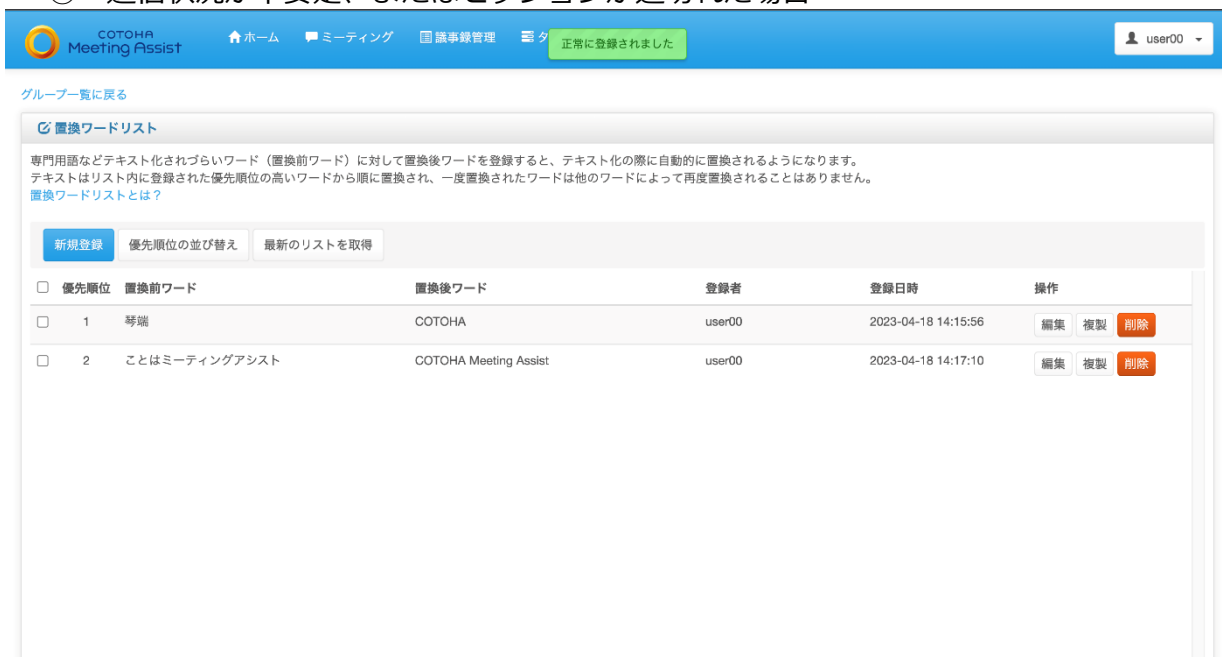 COTOHA
Meeting Assist
ホーム ミーティング 議事録管理 正常に登録されました user00
グループ一覧に戻る
置換ワードリスト
専門用語などテキスト化されづらいワード（置換前ワード）に対して置換後ワードを登録すると、テキスト化の際に自動的に置換されるようになります。
テキストはリスト内に登録された優先順位の高いワードから順に置換され、一度置換されたワードは他のワードによって再度置換されることはありません。
置換ワードリストとは？
新規登録 優先順位の並び替え 最新のリストを取得
優先順位 置換前ワード 置換後ワード 登録者 登録日時 操作
1 琴端 COTOHA user00 2023-04-18 14:15:56 編集 複製 削除
2 ことはミーティングアシスト COTOHA Meeting Assist user00 2023-04-18 14:17:10 編集 複製 削除